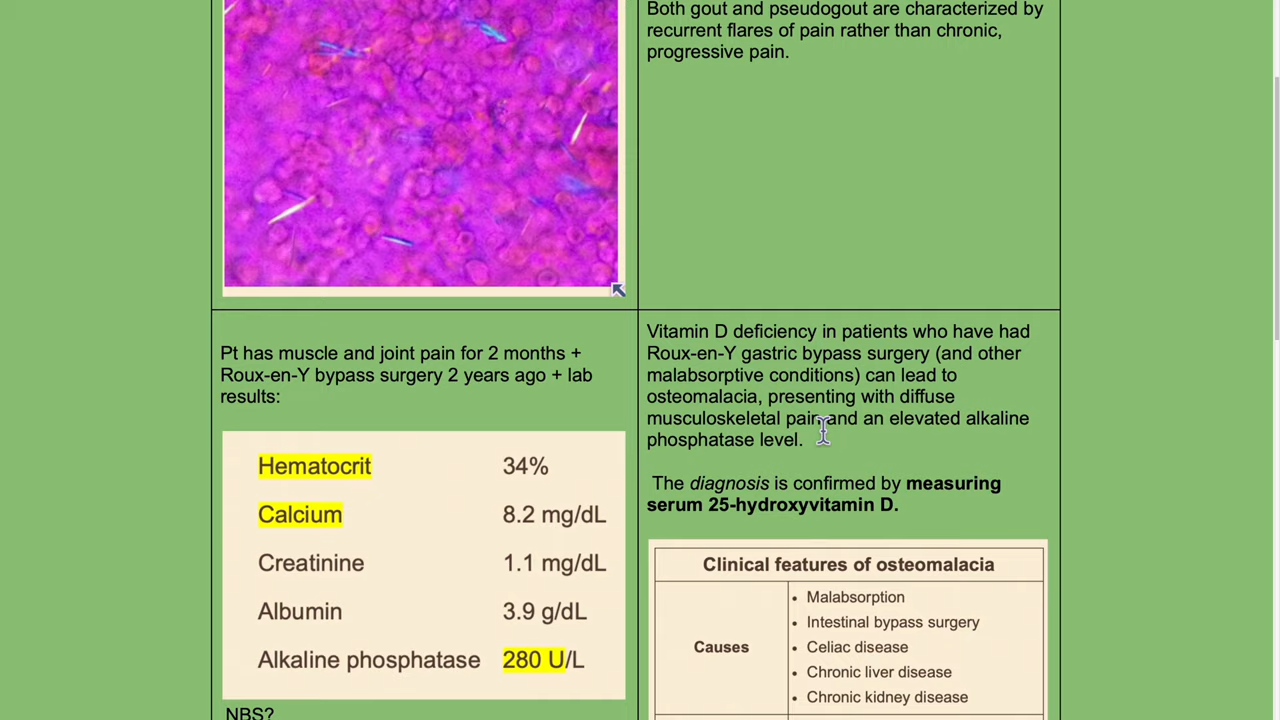 Both gout and pseudogout are characterized by
recurrent flares of pain rather than chronic,
progressive pain.
Pt has muscle and joint pain for 2 months +
Roux-en-Y bypass surgery 2 years ago + lab
results:
Hematocrit 34%
Calcium 8.2 mg/dL
Creatinine 1.1 mg/dL
Albumin 3.9 g/dL
Alkaline phosphatase 280 U/L
NBS?
Vitamin D deficiency in patients who have had
Roux-en-Y gastric bypass surgery (and other
malabsorptive conditions) can lead to
osteomalacia, presenting with diffuse
musculoskeletal pain and an elevated alkaline
phosphatase level.
The diagnosis is confirmed by measuring
serum 25-hydroxyvitamin D.
Clinical features of osteomalacia
Causes
• Malabsorption
• Intestinal bypass surgery
• Celiac disease
• Chronic liver disease
• Chronic kidney disease